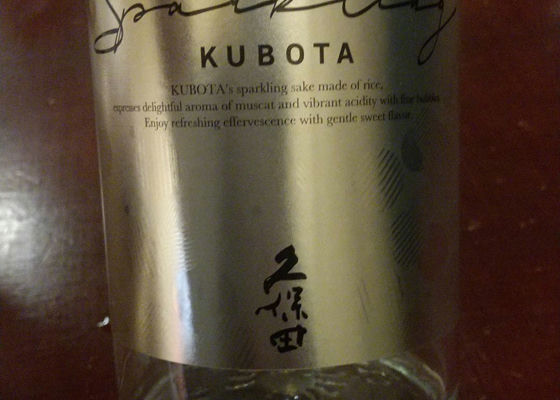 Sparkling
KUBOTA
KUBOTA's sparkling sake made of rice,
expresses delightful aroma of muscat and vibrant acidity with fine bubbles.
Enjoy refreshing effervescence with gentle sweet flavor.
久保田